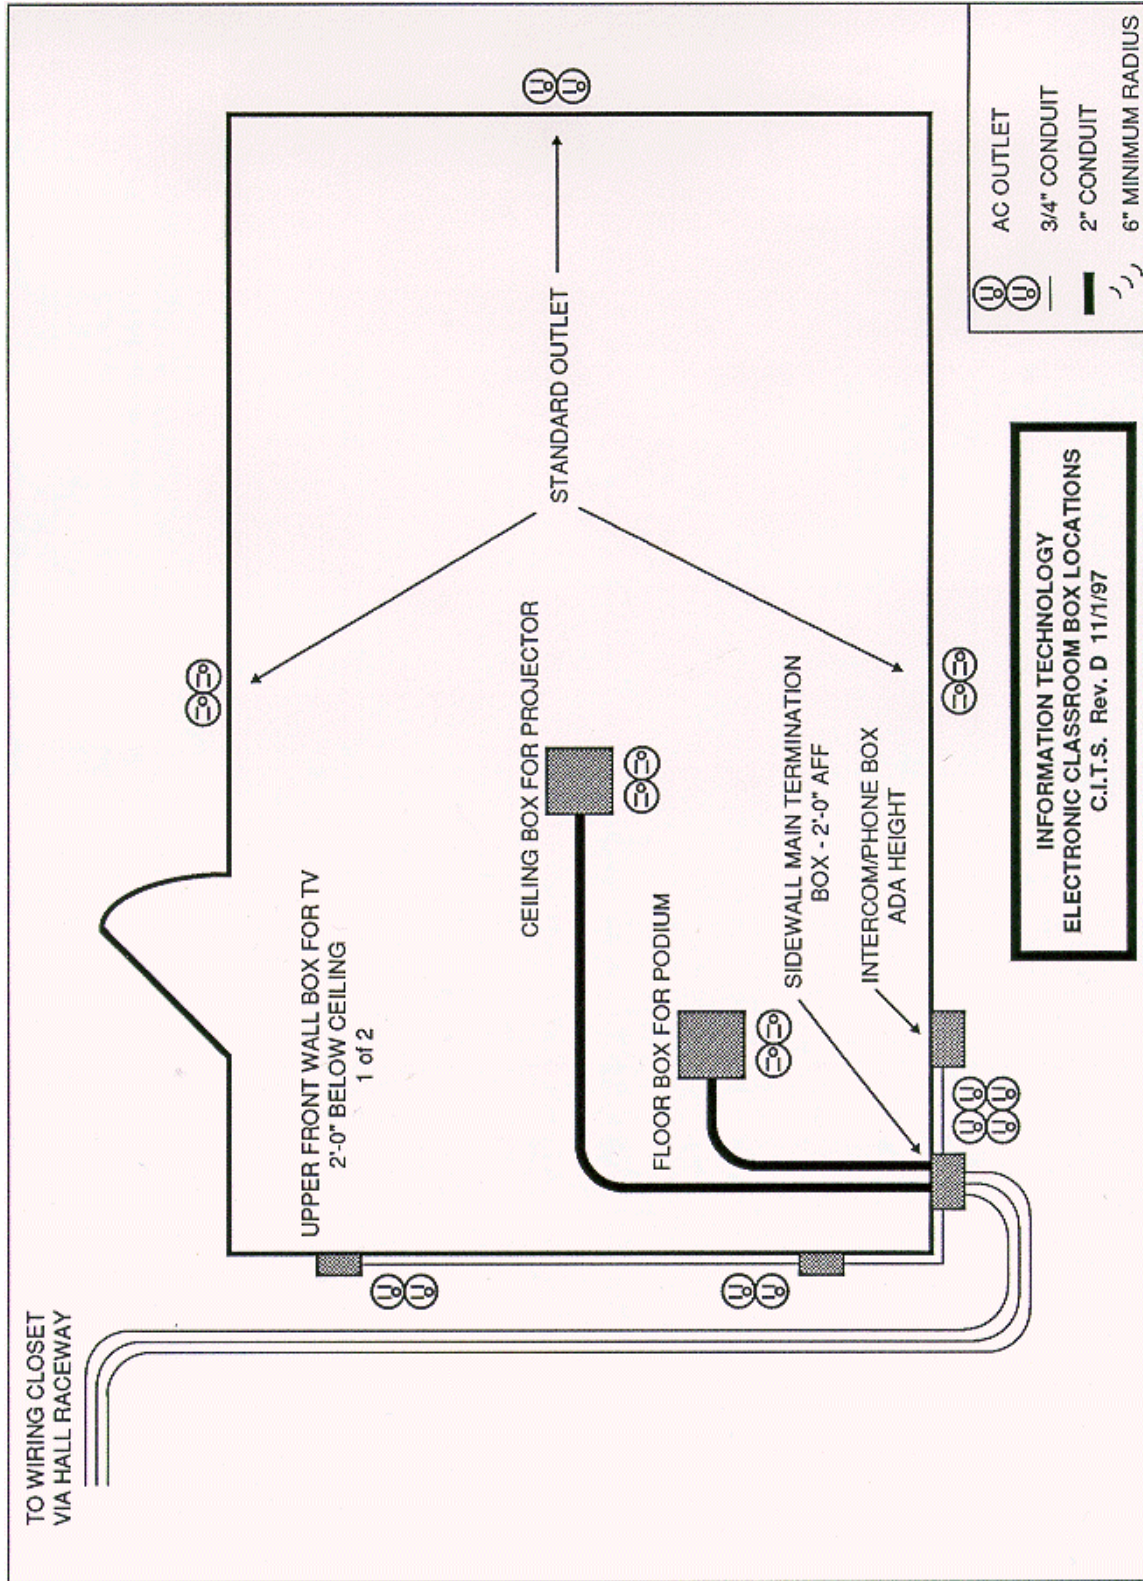 TO WIRING CLOSET
VIA HALL RACEWAY
UPPER FRONT WALL BOX FOR TV
2'-0" BELOW CEILING
1 of 2
CEILING BOX FOR PROJECTOR
STANDARD OUTLET
FLOOR BOX FOR PODIUM
SIDEWALL MAIN TERMINATION
BOX - 2'-0" AFF
INTERCOM/PHONE BOX
ADA HEIGHT
INFORMATION TECHNOLOGY
ELECTRONIC CLASSROOM BOX LOCATIONS
C.I.T.S. Rev. D 11/1/97
AC OUTLET
3/4" CONDUIT
2" CONDUIT
6" MINIMUM RADIUS